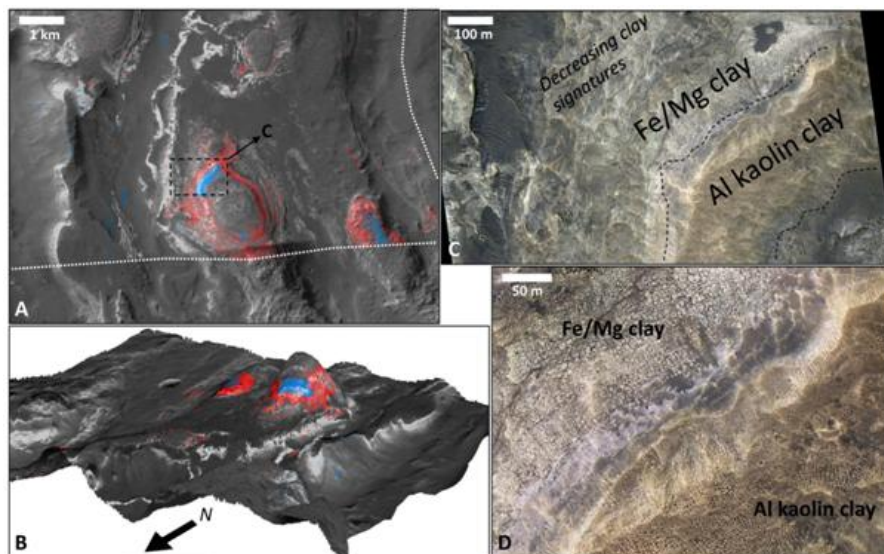 1 km
C
A
N
B
100 m
Decreasing clay
signatures
Fe/Mg clay
Al kaolin clay
C
50 m
Fe/Mg clay
Al kaolin clay
D